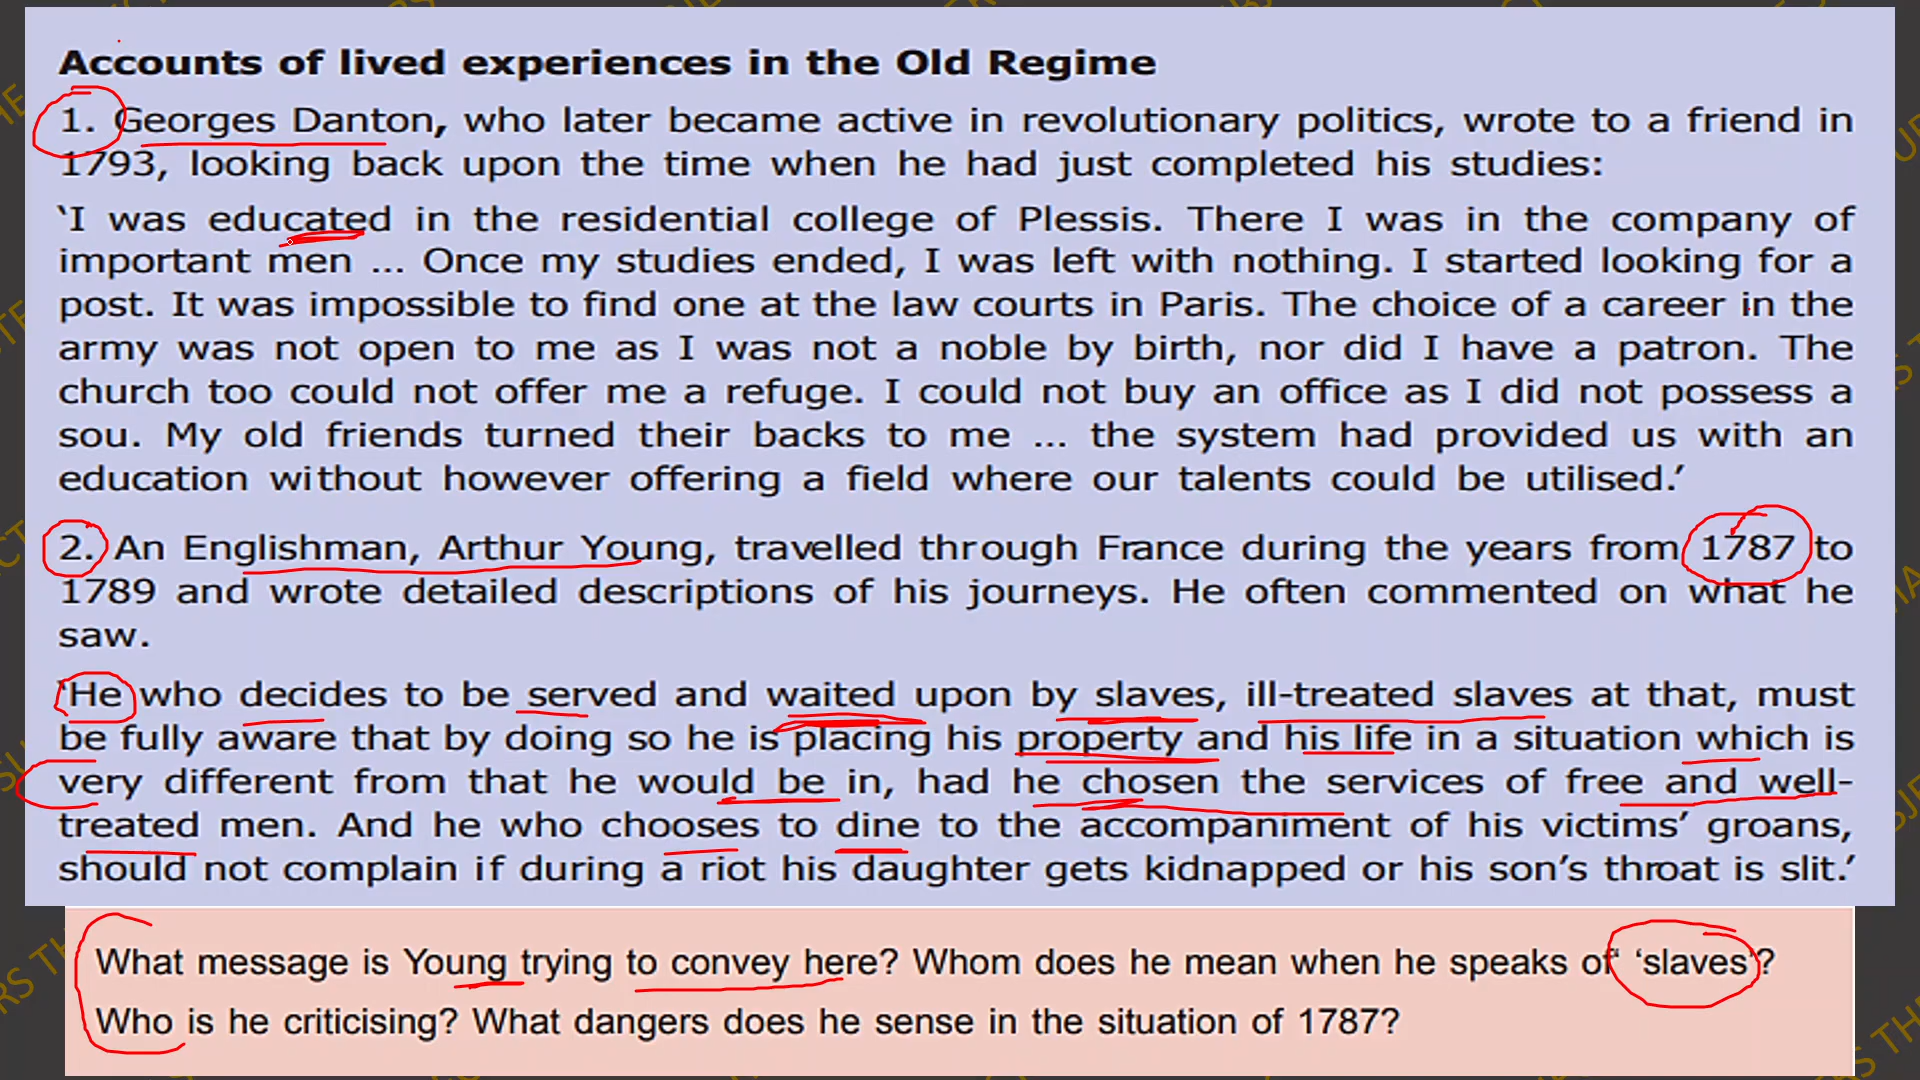 Accounts of lived experiences in the Old Regime
1. Georges Danton, who later became active in revolutionary politics, wrote to a friend in
1793, looking back upon the time when he had just completed his studies:
‘I was educated in the residential college of Plessis. There I was in the company of
important men ... Once my studies ended, I was left with nothing. I started looking for a
post. It was impossible to find one at the law courts in Paris. The choice of a career in the
army was not open to me as I was not a noble by birth, nor did I have a patron. The
church too could not offer me a refuge. I could not buy an office as I did not possess a
sou. My old friends turned their backs to me ... the system had provided us with an
education without however offering a field where our talents could be utilised.’
2. An Englishman, Arthur Young, travelled through France during the years from 1787 to
1789 and wrote detailed descriptions of his journeys. He often commented on what he
saw.
‘He who decides to be served and waited upon by slaves, ill-treated slaves at that, must
be fully aware that by doing so he is placing his property and his life in a situation which is
very different from that he would be in, had he chosen the services of free and well-
treated men. And he who chooses to dine to the accompaniment of his victims’ groans,
should not complain if during a riot his daughter gets kidnapped or his son’s throat is slit.’
What message is Young trying to convey here? Whom does he mean when he speaks of ‘slaves’?
Who is he criticising? What dangers does he sense in the situation of 1787?